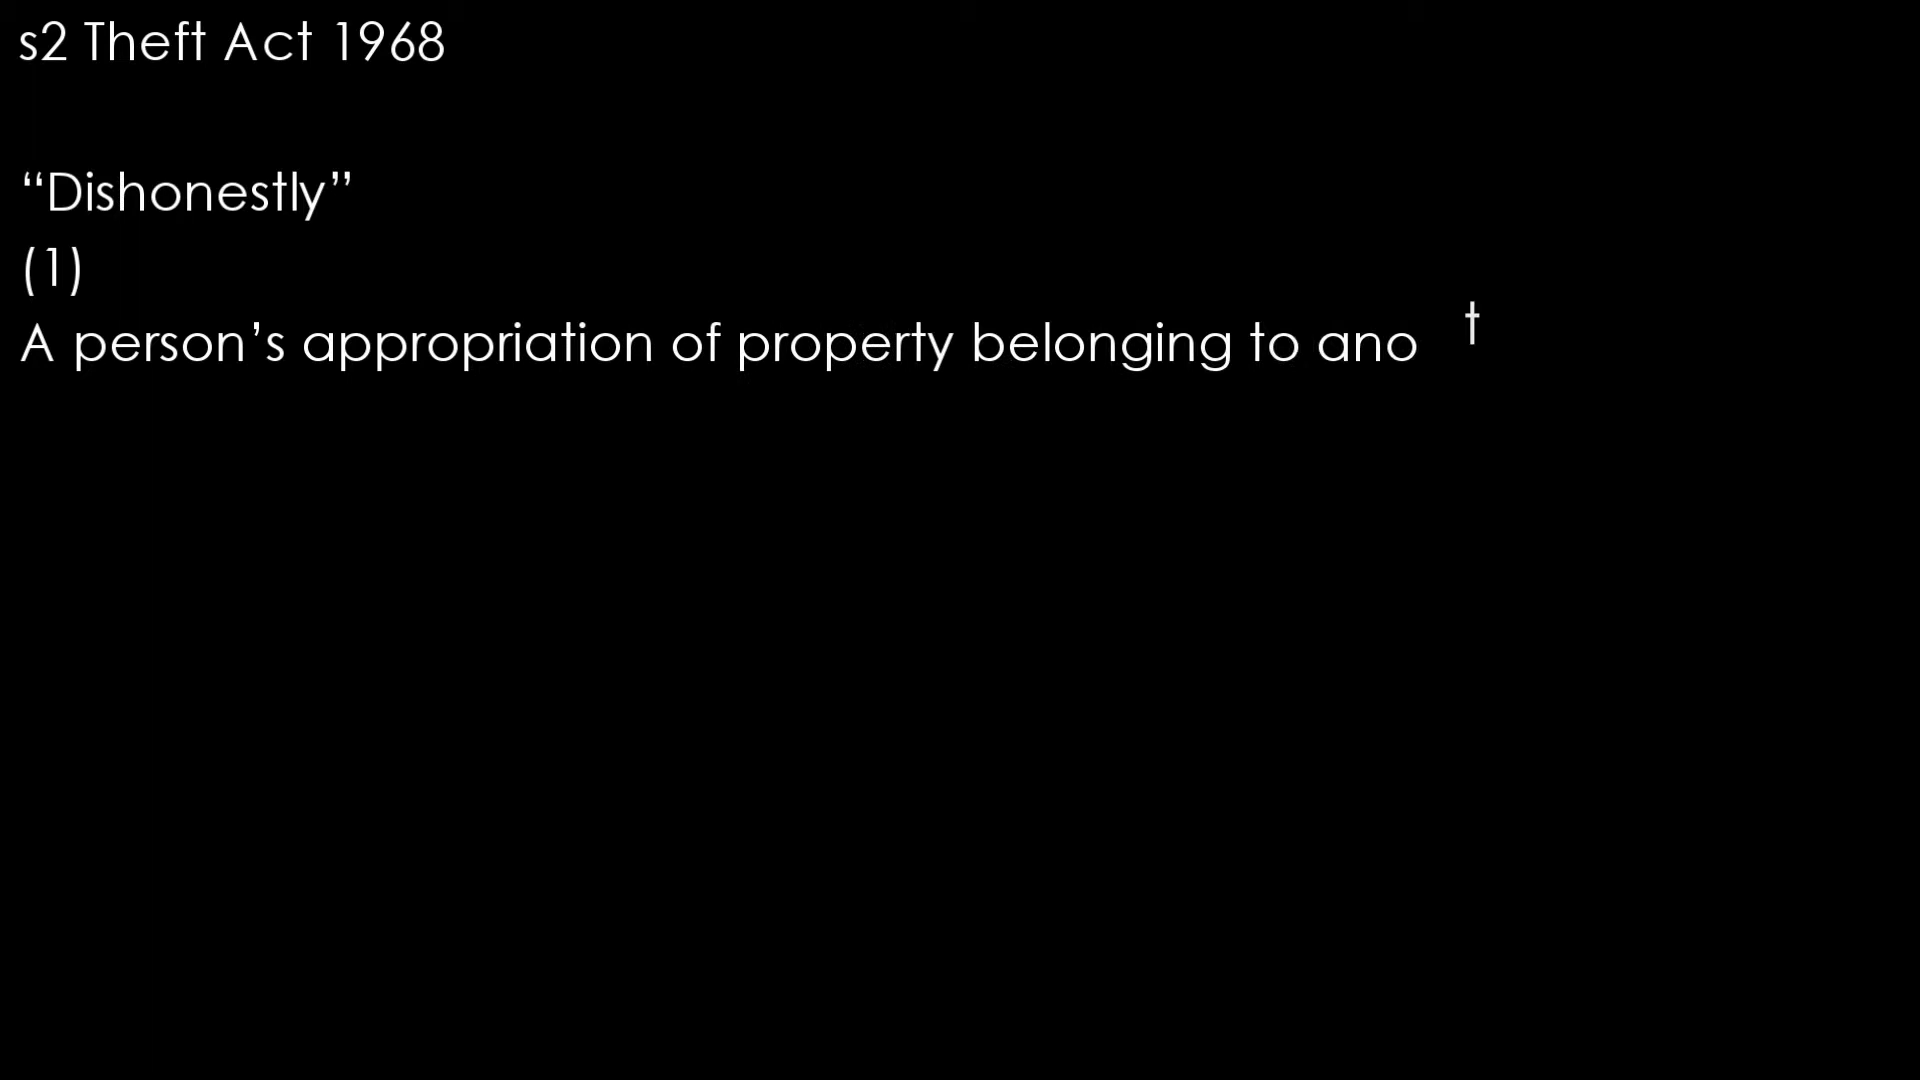 s2 Theft Act 1968
“Dishonestly”
(1)
A person’s appropriation of property belonging to ano t